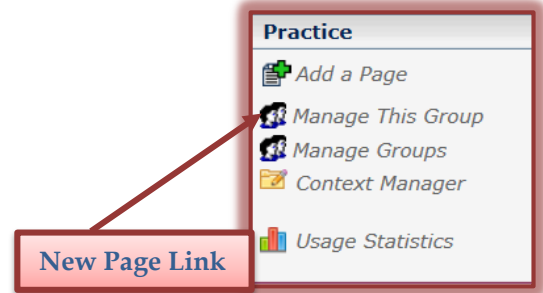 Practice
Add a Page
Manage This Group
Manage Groups
Context Manager
Usage Statistics
New Page Link